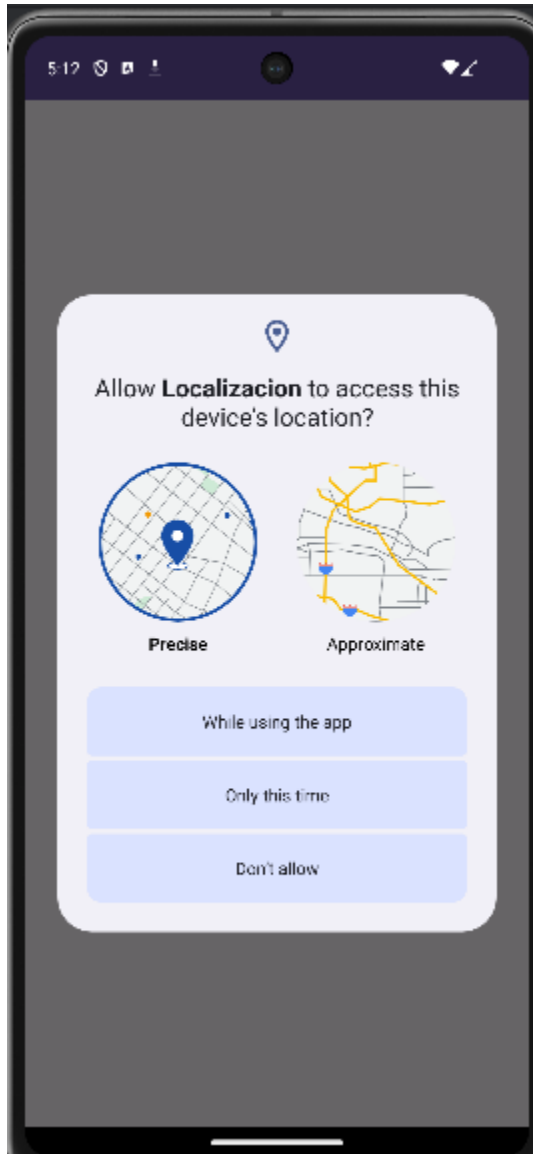 5:12
Allow Localizacion to access this
device's location?
Precise
Approximate
While using the app
Only this time
Don't allow